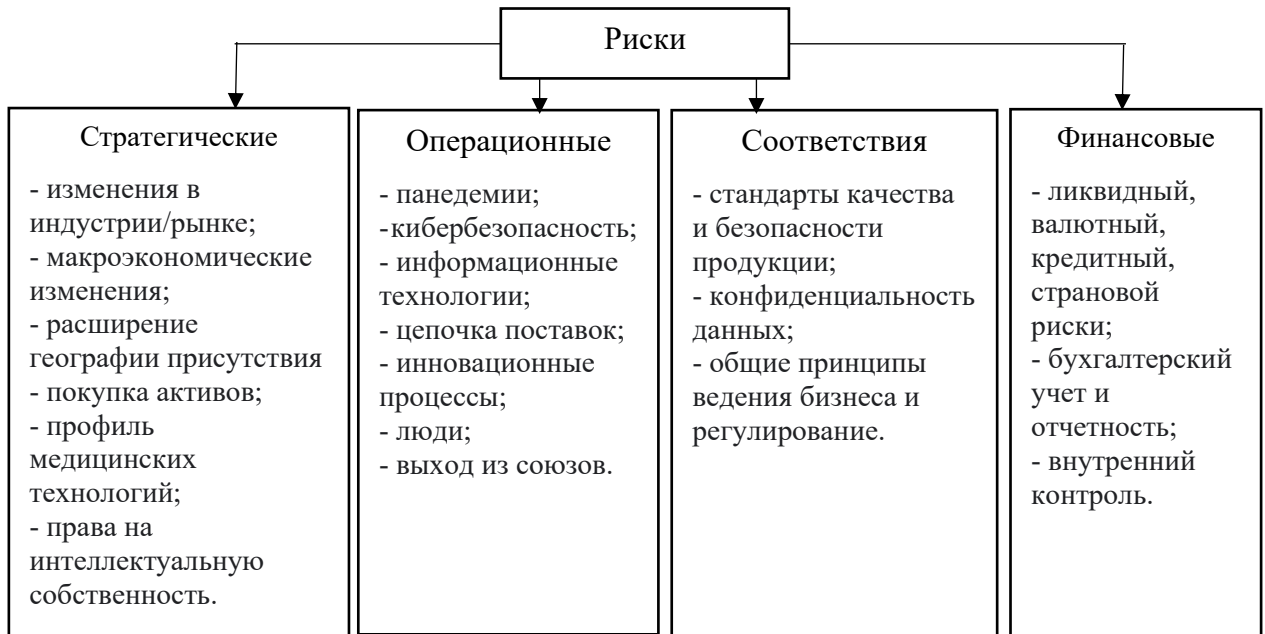 Риски
Стратегические
- изменения в
индустрии/рынке;
- макроэкономические
изменения;
- расширение
географии присутствия
- покупка активов;
- профиль
медицинских
технологий;
- права на
интеллектуальную
собственность.
Операционные
- панедемии;
-кибербезопасность;
- информационные
технологии;
- цепочка поставок;
- инновационные
процессы;
- люди;
- выход из союзов.
Соответствия
- стандарты качества
и безопасности
продукции;
- конфиденциальность
данных;
- общие принципы
ведения бизнеса и
регулирование.
Финансовые
- ликвидный,
валютный,
кредитный,
страновой
риски;
- бухгалтерский
учет и
отчетность;
- внутренний
контроль.